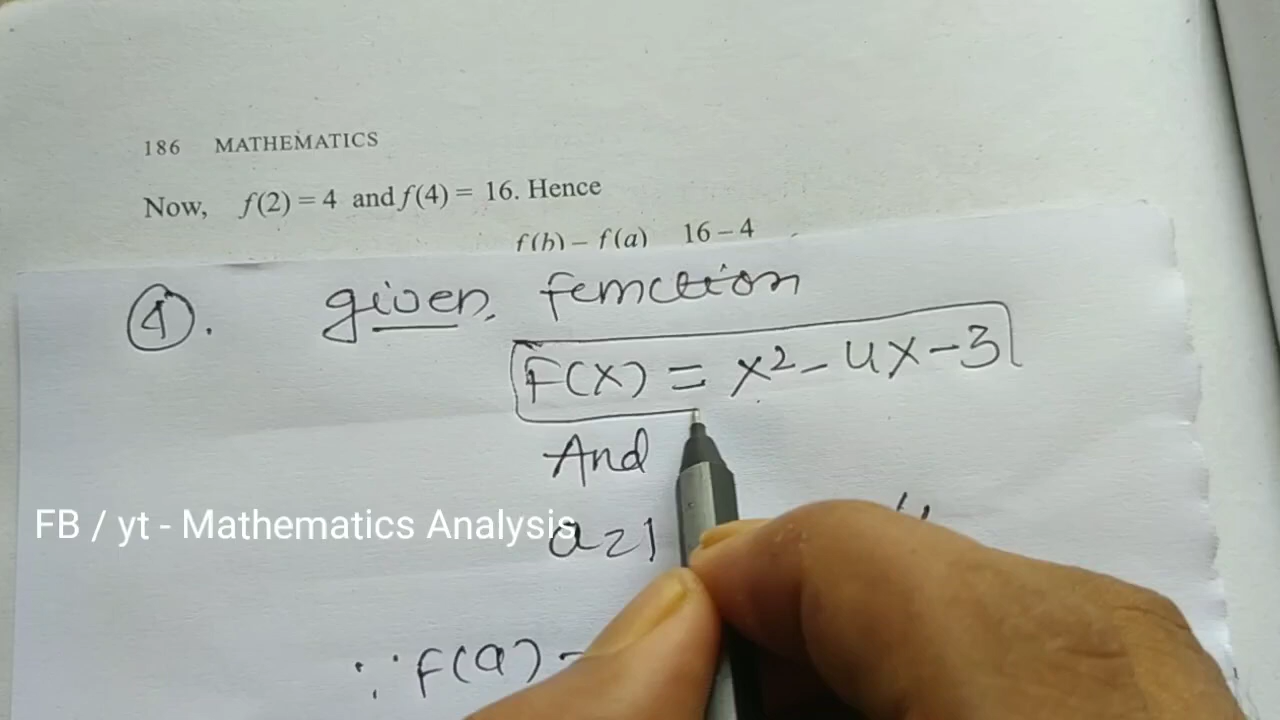 186 MATHEMATICS
Now, f(2) = 4 and f(4) = 16. Hence
f(b) – f(a) 16 – 4
④. given, function
F(x) = x² - 4x - 3
And
FB / yt - Mathematics Analysis
a=1
∵ F(a)